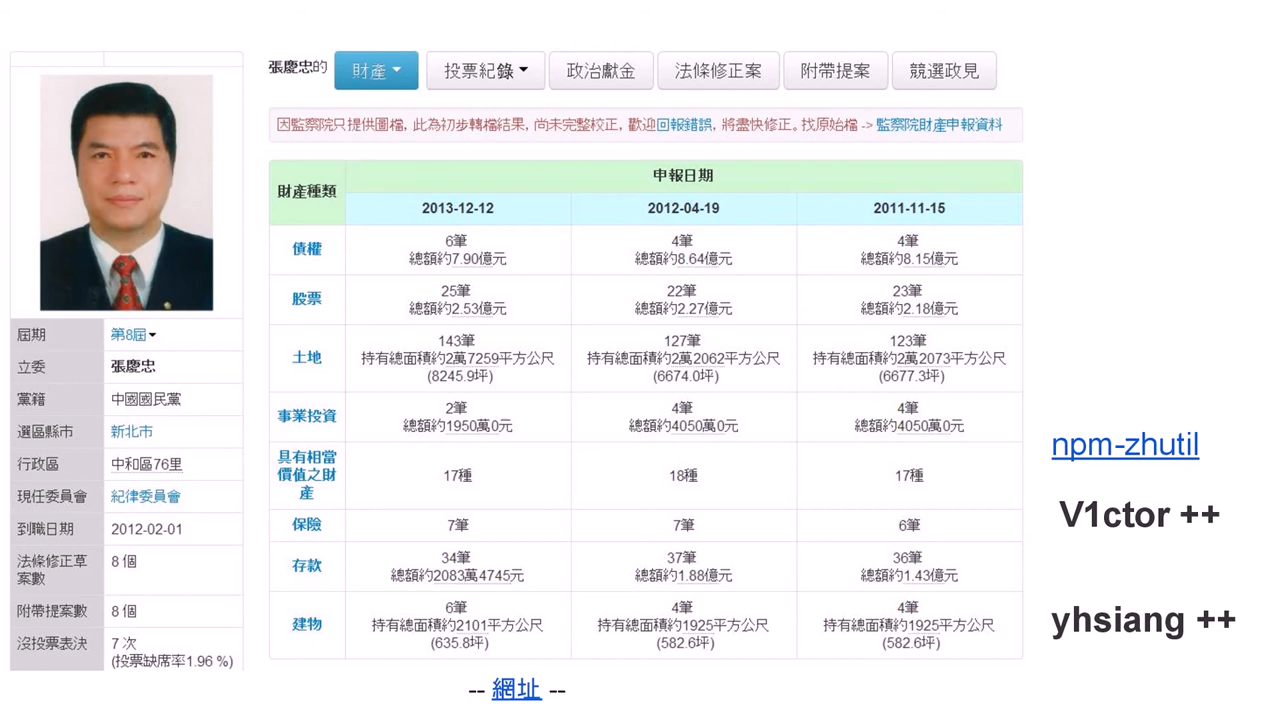 張慶忠的 財產 投票紀錄 政治獻金 法條修正案 附帶提案 競選政見
因監察院只提供圖檔, 此為初步轉檔結果, 尚未完整校正, 歡迎回報錯誤, 將盡快修正。找原始檔 -> 監察院財產申報資料
財產種類 申報日期
2013-12-12 2012-04-19 2011-11-15
債權 6筆 4筆 4筆
總額約7.90億元 總額約8.64億元 總額約8.15億元
股票 25筆 22筆 23筆
總額約2.53億元 總額約2.27億元 總額約2.18億元
土地 143筆 127筆 123筆
持有總面積約2萬7259平方公尺 持有總面積約2萬2062平方公尺 持有總面積約2萬2073平方公尺
(8245.9坪) (6674.0坪) (6677.3坪)
事業投資 2筆 4筆 4筆
總額約1950萬0元 總額約4050萬0元 總額約4050萬0元
具有相當
價值之財 17種 18種 17種
產
保險 7筆 7筆 6筆
存款 34筆 37筆 36筆
總額約2083萬4745元 總額約1.88億元 總額約1.43億元
建物 6筆 4筆 4筆
持有總面積約2101平方公尺 持有總面積約1925平方公尺 持有總面積約1925平方公尺
(635.8坪) (582.6坪) (582.6坪)
屆期 第8屆
立委 張慶忠
黨籍 中國國民黨
選區縣市 新北市
行政區 中和區76里
現任委員會 紀律委員會
到職日期 2012-02-01
法條修正草 8 個
案數
附帶提案數 8 個
沒投票表決 7 次
(投票缺席率1.96 %)
npm-zhutil
V1ctor ++
yhsiang ++
-- 網址 --